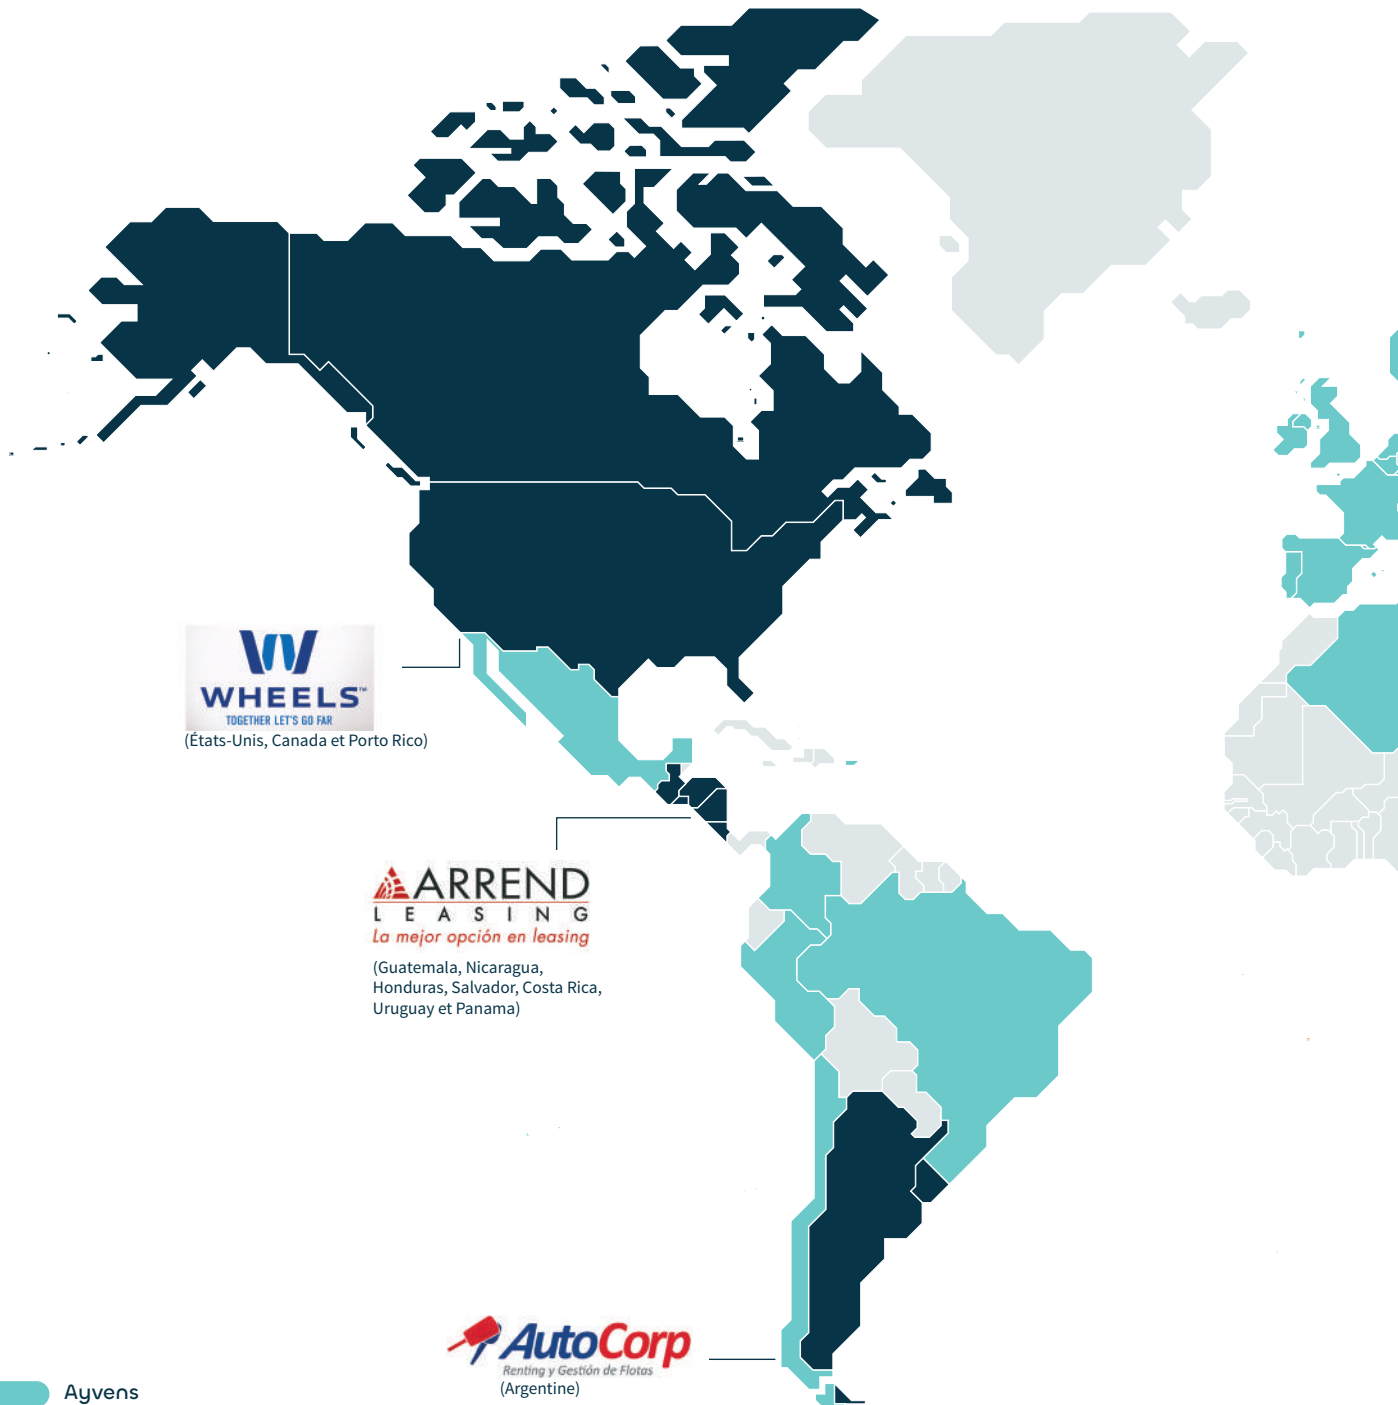 WHEELS™
TOGETHER LET'S GO FAR
(États-Unis, Canada et Porto Rico)
ARREND
LEASING
La mejor opción en leasing
(Guatemala, Nicaragua,
Honduras, Salvador, Costa Rica,
Uruguay et Panama)
AutoCorp
Renting y Gestión de Flotas
(Argentine)
Ayvens